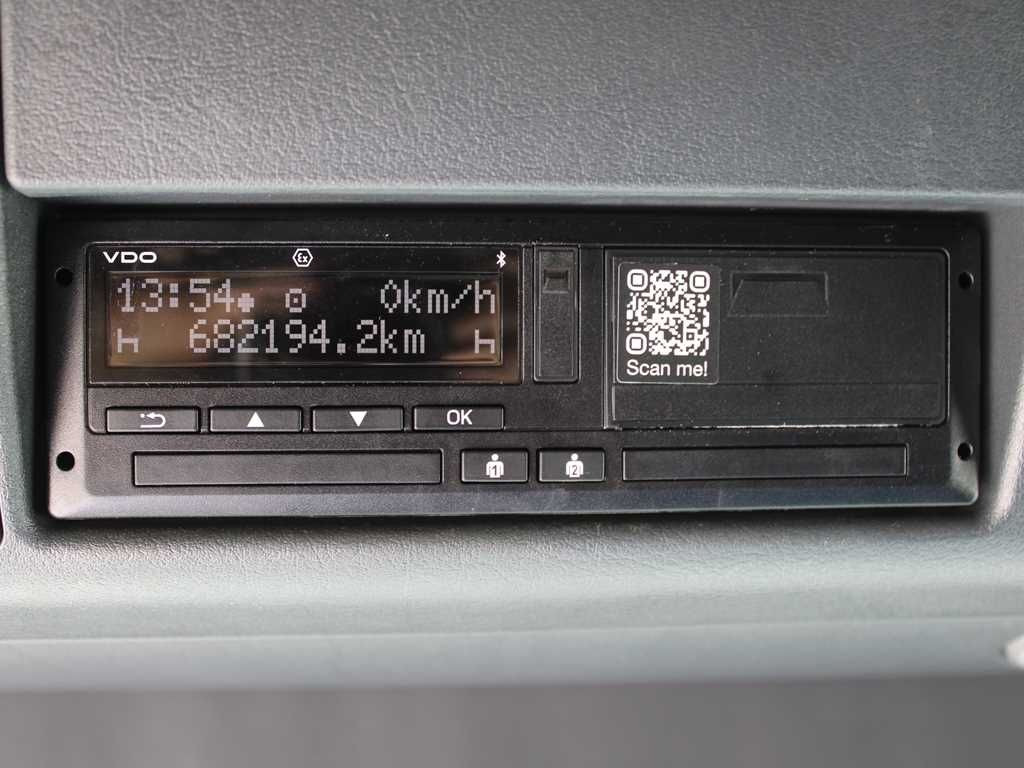 VDO Ex
13:54 0km/h
682194.2km
Scan me!
OK
1 2